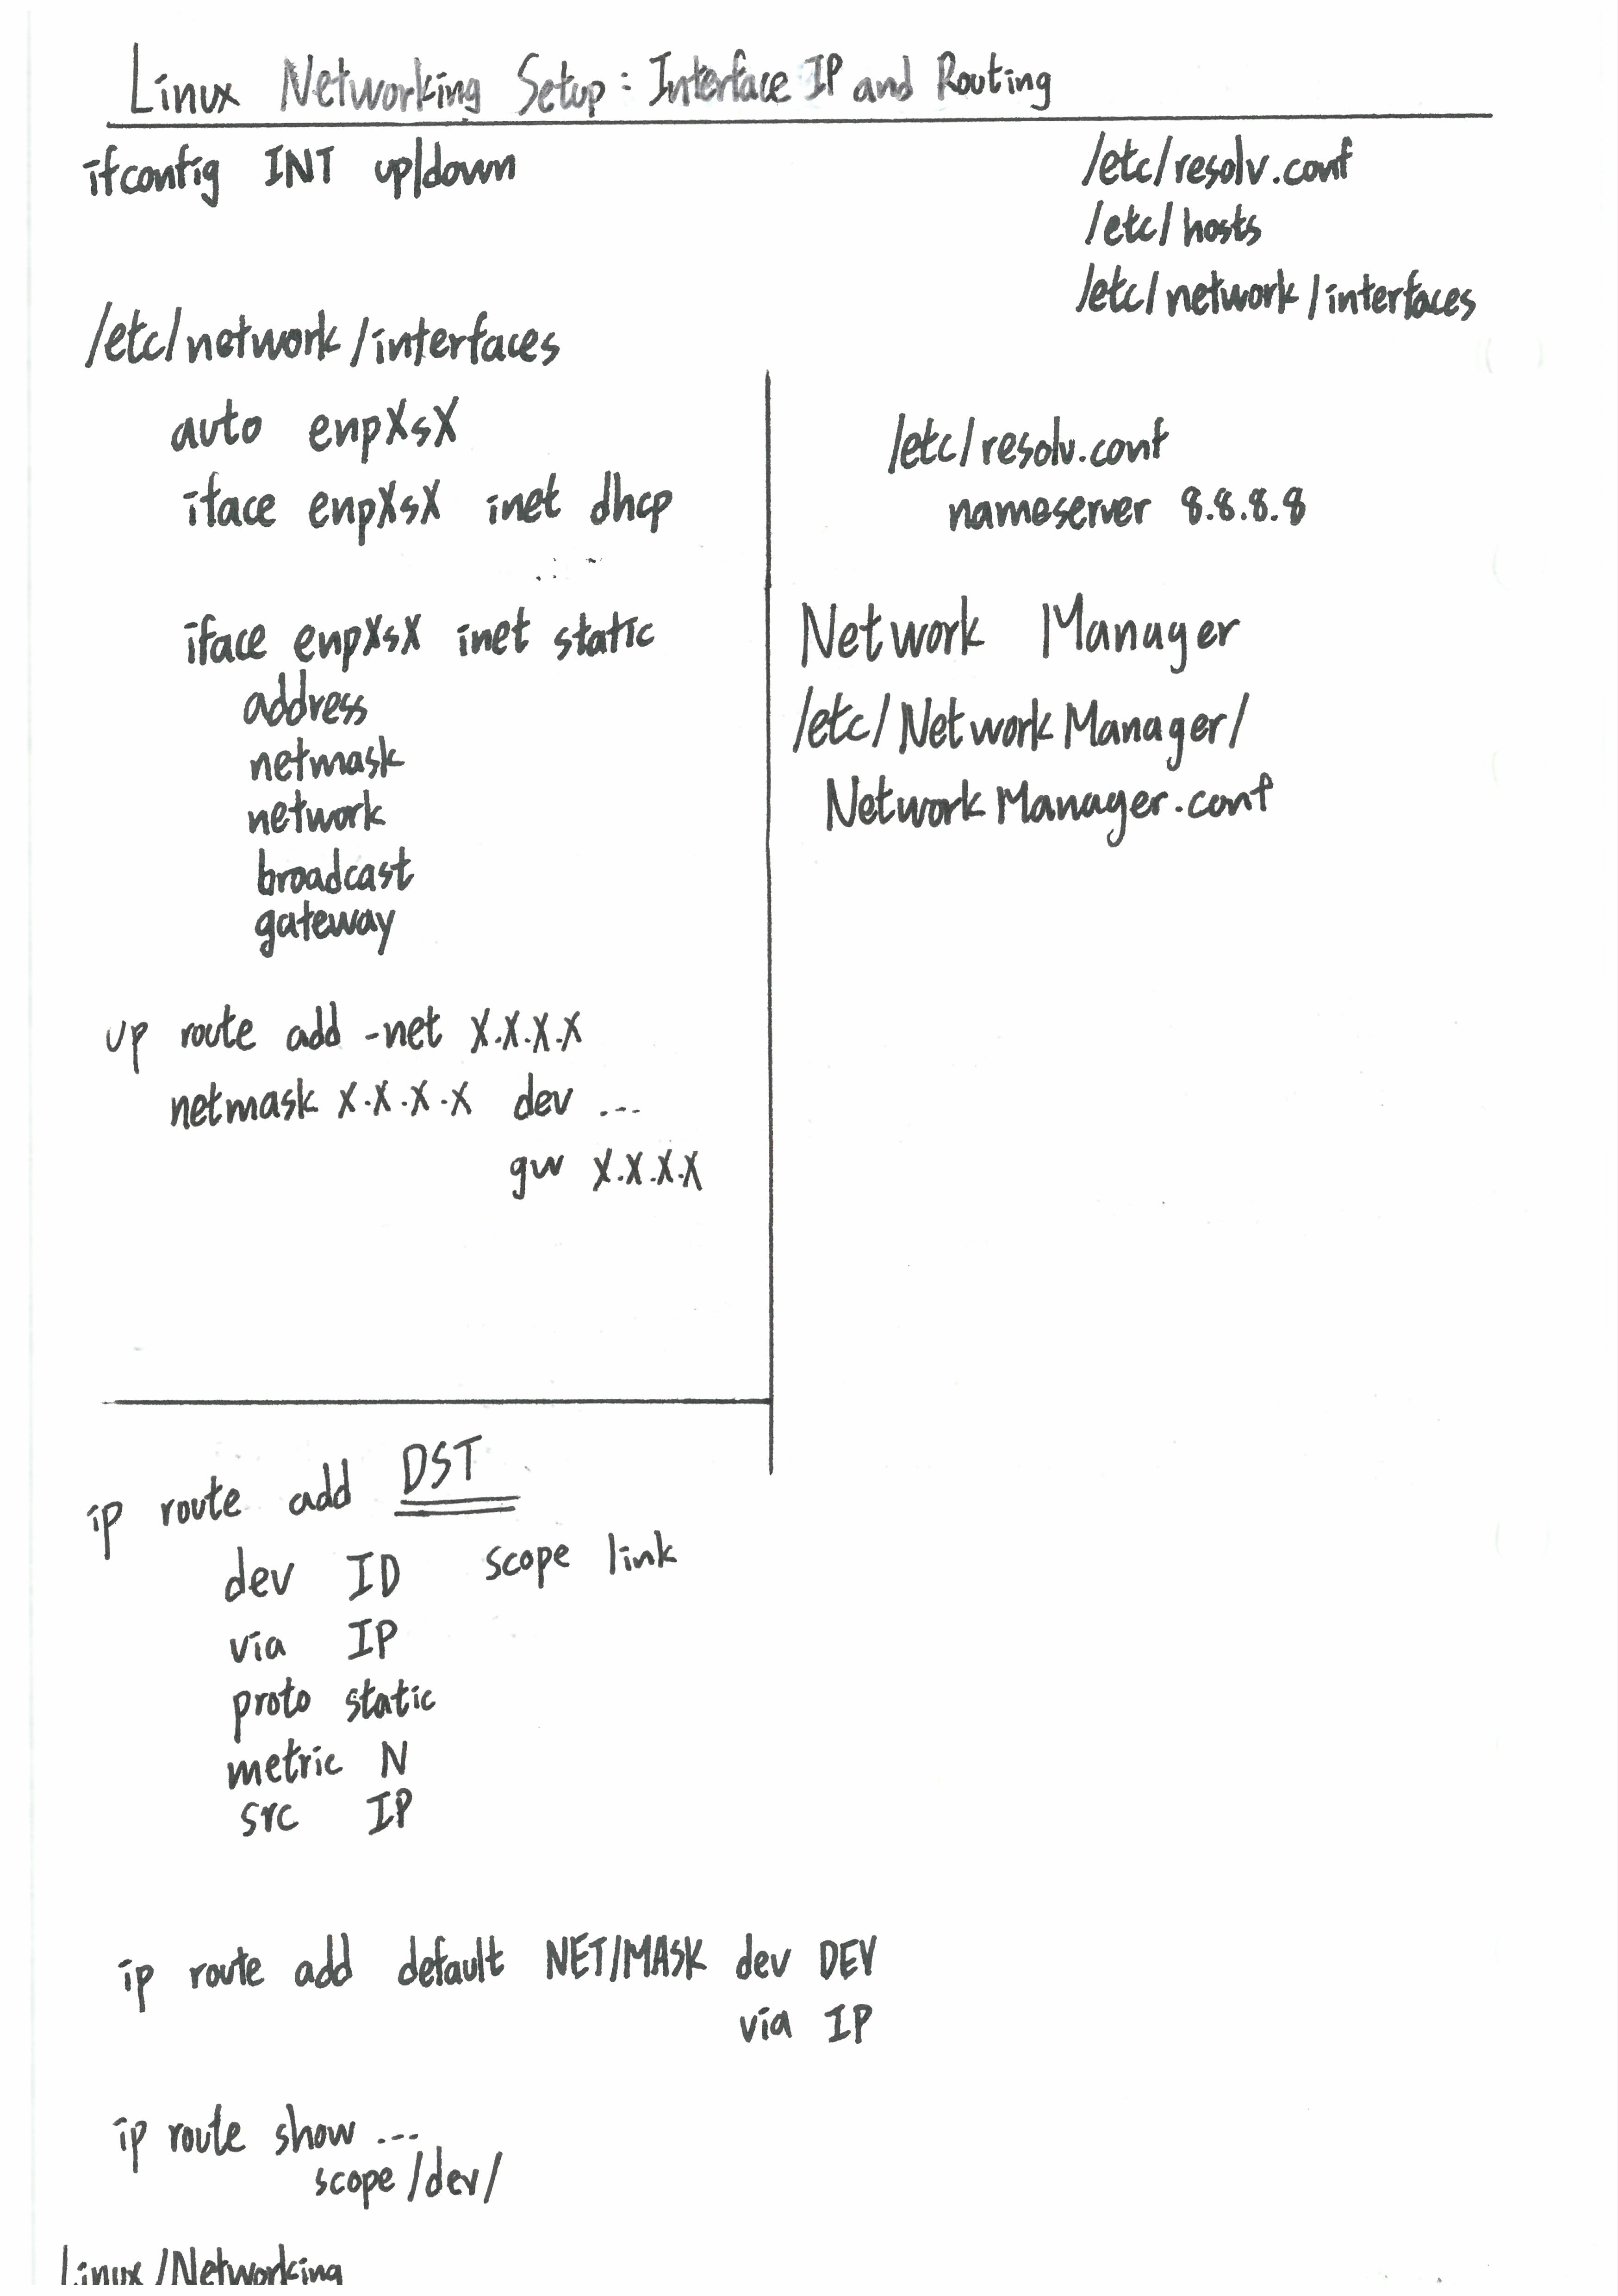 Linux Networking Setup: Interface IP and Routing
ifconfig INT up/down
/etc/resolv.conf
/etc/hosts
/etc/network/interfaces
/etc/network/interfaces
auto enpXsX
iface enpXsX inet dhcp
iface enpXsX inet static
address
netmask
network
broadcast
gateway
up route add -net X.X.X.X
netmask X.X.X.X dev ...
gw X.X.X.X
/etc/resolv.conf
nameserver 8.8.8.8
Network Manager
/etc/NetworkManager/
NetworkManager.conf
ip route add DST
dev ID scope link
via IP
proto static
metric N
src IP
ip route add default NET/MASK dev DEV
via IP
ip route show ...
scope /dev/
Linux/Networking